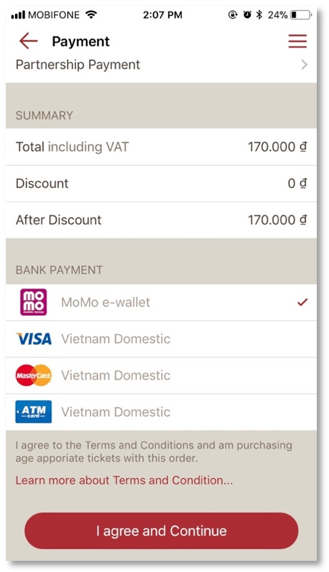 MOBIFONE 2:07 PM 24%
Payment
Partnership Payment
SUMMARY
Total including VAT 170.000 ₫
Discount 0 ₫
After Discount 170.000 ₫
BANK PAYMENT
mo mo MoMo e-wallet
VISA Vietnam Domestic
MasterCard Vietnam Domestic
ATM card Vietnam Domestic
I agree to the Terms and Conditions and am purchasing
age apporiate tickets with this order.
Learn more about Terms and Condition...
I agree and Continue